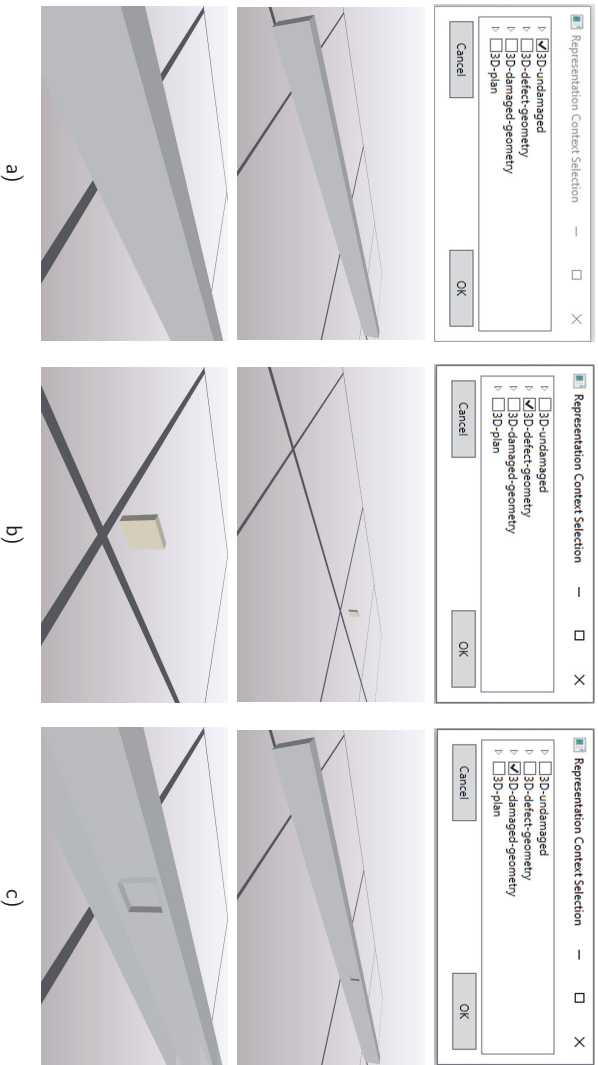 Representation Context Selection
3D-undamaged
3D-defect-geometry
3D-damaged-geometry
3D-plan
Cancel
OK
a)
Representation Context Selection
3D-undamaged
3D-defect-geometry
3D-damaged-geometry
3D-plan
Cancel
OK
b)
Representation Context Selection
3D-undamaged
3D-defect-geometry
3D-damaged-geometry
3D-plan
Cancel
OK
c)